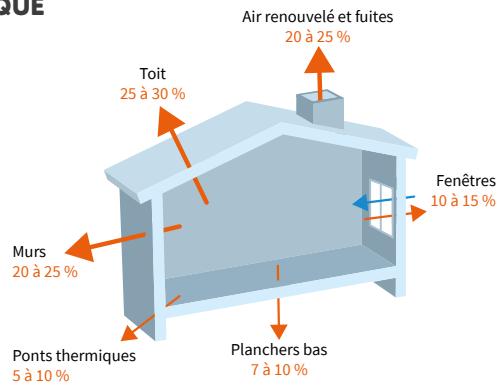 QUE
Air renouvelé et fuites
20 à 25 %
Toit
25 à 30 %
Fenêtres
10 à 15 %
Murs
20 à 25 %
Ponts thermiques
5 à 10 %
Planchers bas
7 à 10 %